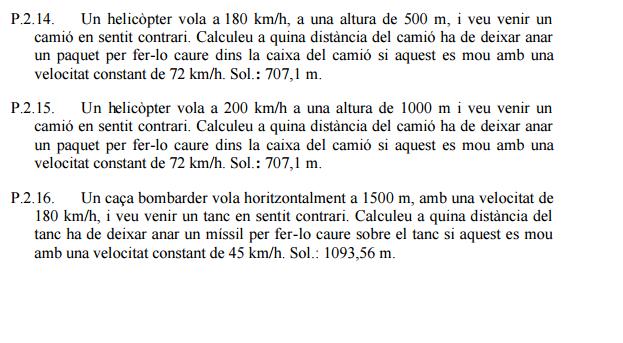 P.2.14. Un helicòpter vola a 180 km/h, a una altura de 500 m, i veu venir un
camió en sentit contrari. Calculeu a quina distància del camió ha de deixar anar
un paquet per fer-lo caure dins la caixa del camió si aquest es mou amb una
velocitat constant de 72 km/h. Sol.: 707,1 m.
P.2.15. Un helicòpter vola a 200 km/h a una altura de 1000 m i veu venir un
camió en sentit contrari. Calculeu a quina distància del camió ha de deixar anar
un paquet per fer-lo caure dins la caixa del camió si aquest es mou amb una
velocitat constant de 72 km/h. Sol.: 707,1 m.
P.2.16. Un caça bombarder vola horitzontalment a 1500 m, amb una velocitat de
180 km/h, i veu venir un tanc en sentit contrari. Calculeu a quina distància del
tanc ha de deixar anar un míssil per fer-lo caure sobre el tanc si aquest es mou
amb una velocitat constant de 45 km/h. Sol.: 1093,56 m.